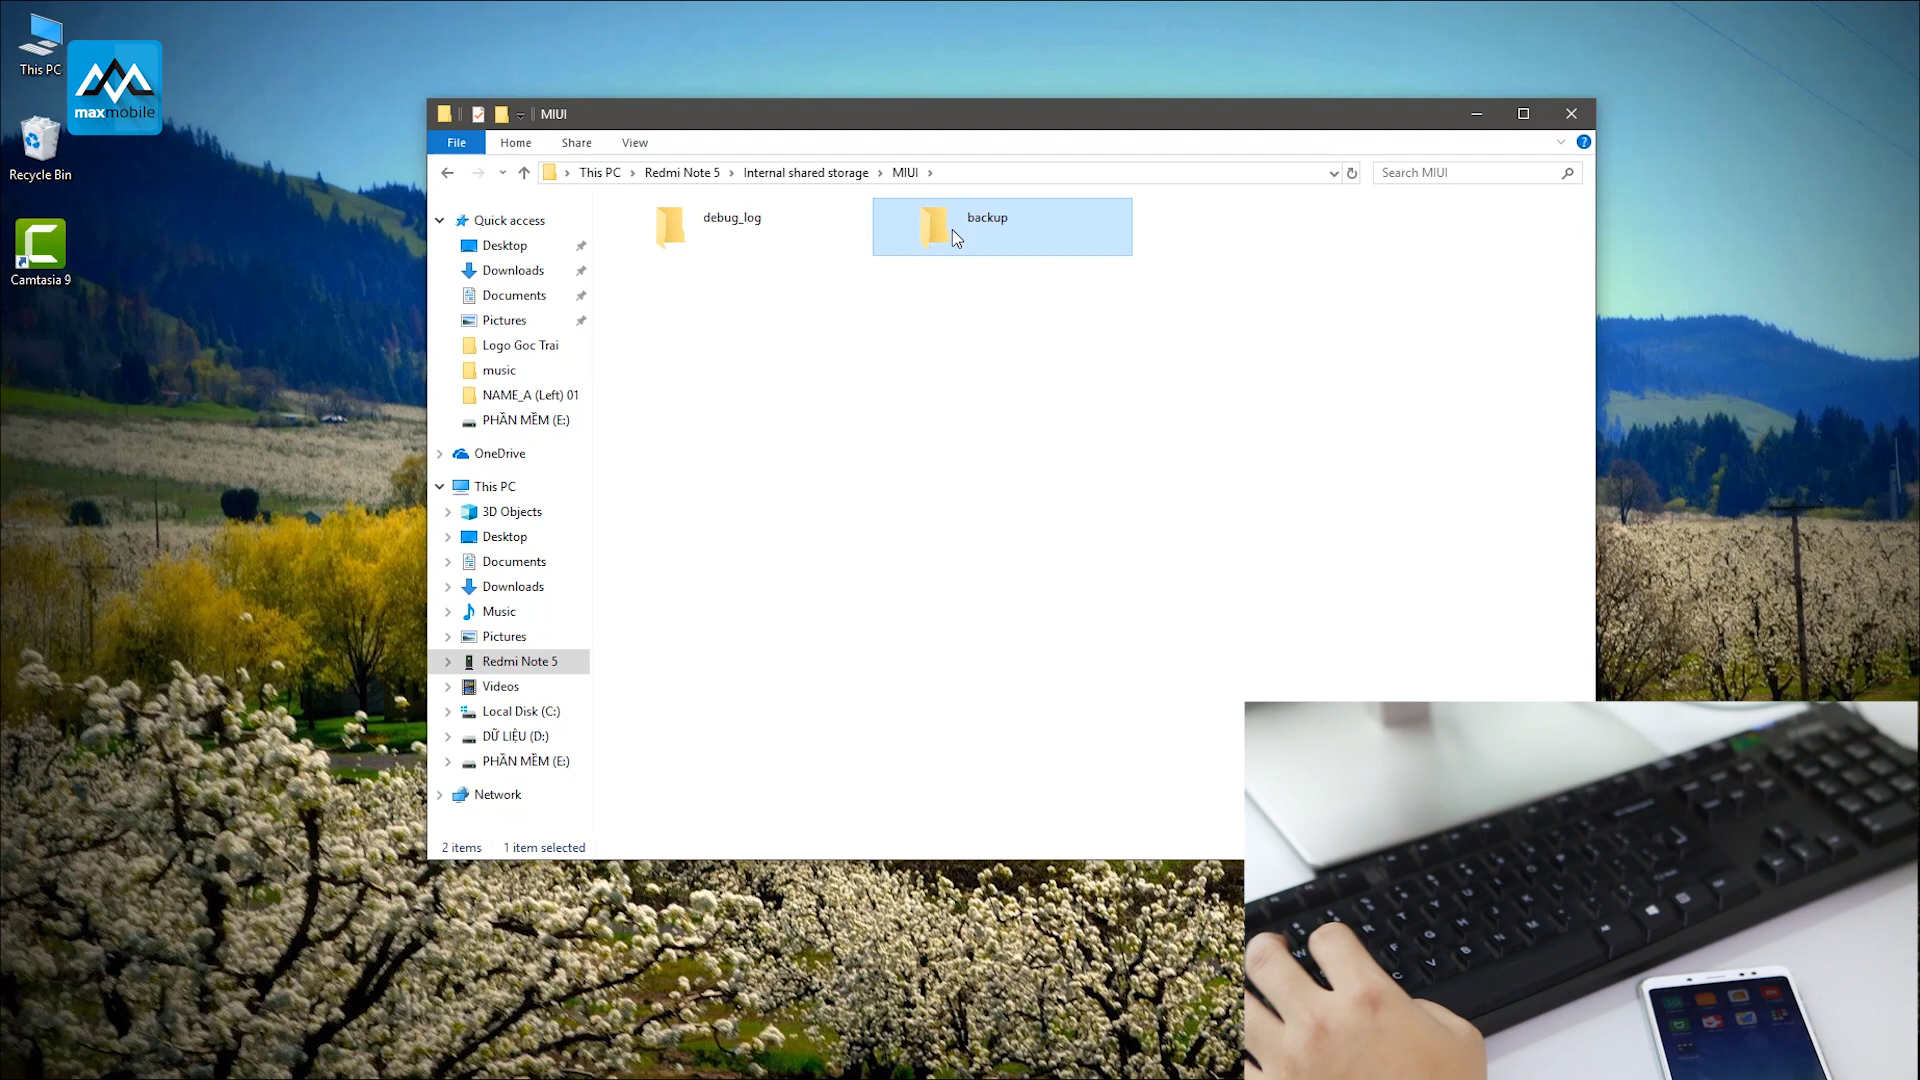 This PC
maxmobile
Recycle Bin
Camtasia 9
MIUI
File
Home
Share
View
This PC
Redmi Note 5
Internal shared storage
MIUI
Search MIUI
Quick access
Desktop
Downloads
Documents
Pictures
Logo Goc Trai
music
NAME_A (Left) 01
PHẦN MỀM (E:)
OneDrive
This PC
3D Objects
Desktop
Documents
Downloads
Music
Pictures
Redmi Note 5
Videos
Local Disk (C:)
DỮ LIỆU (D:)
PHẦN MỀM (E:)
Network
debug_log
backup
2 items
1 item selected